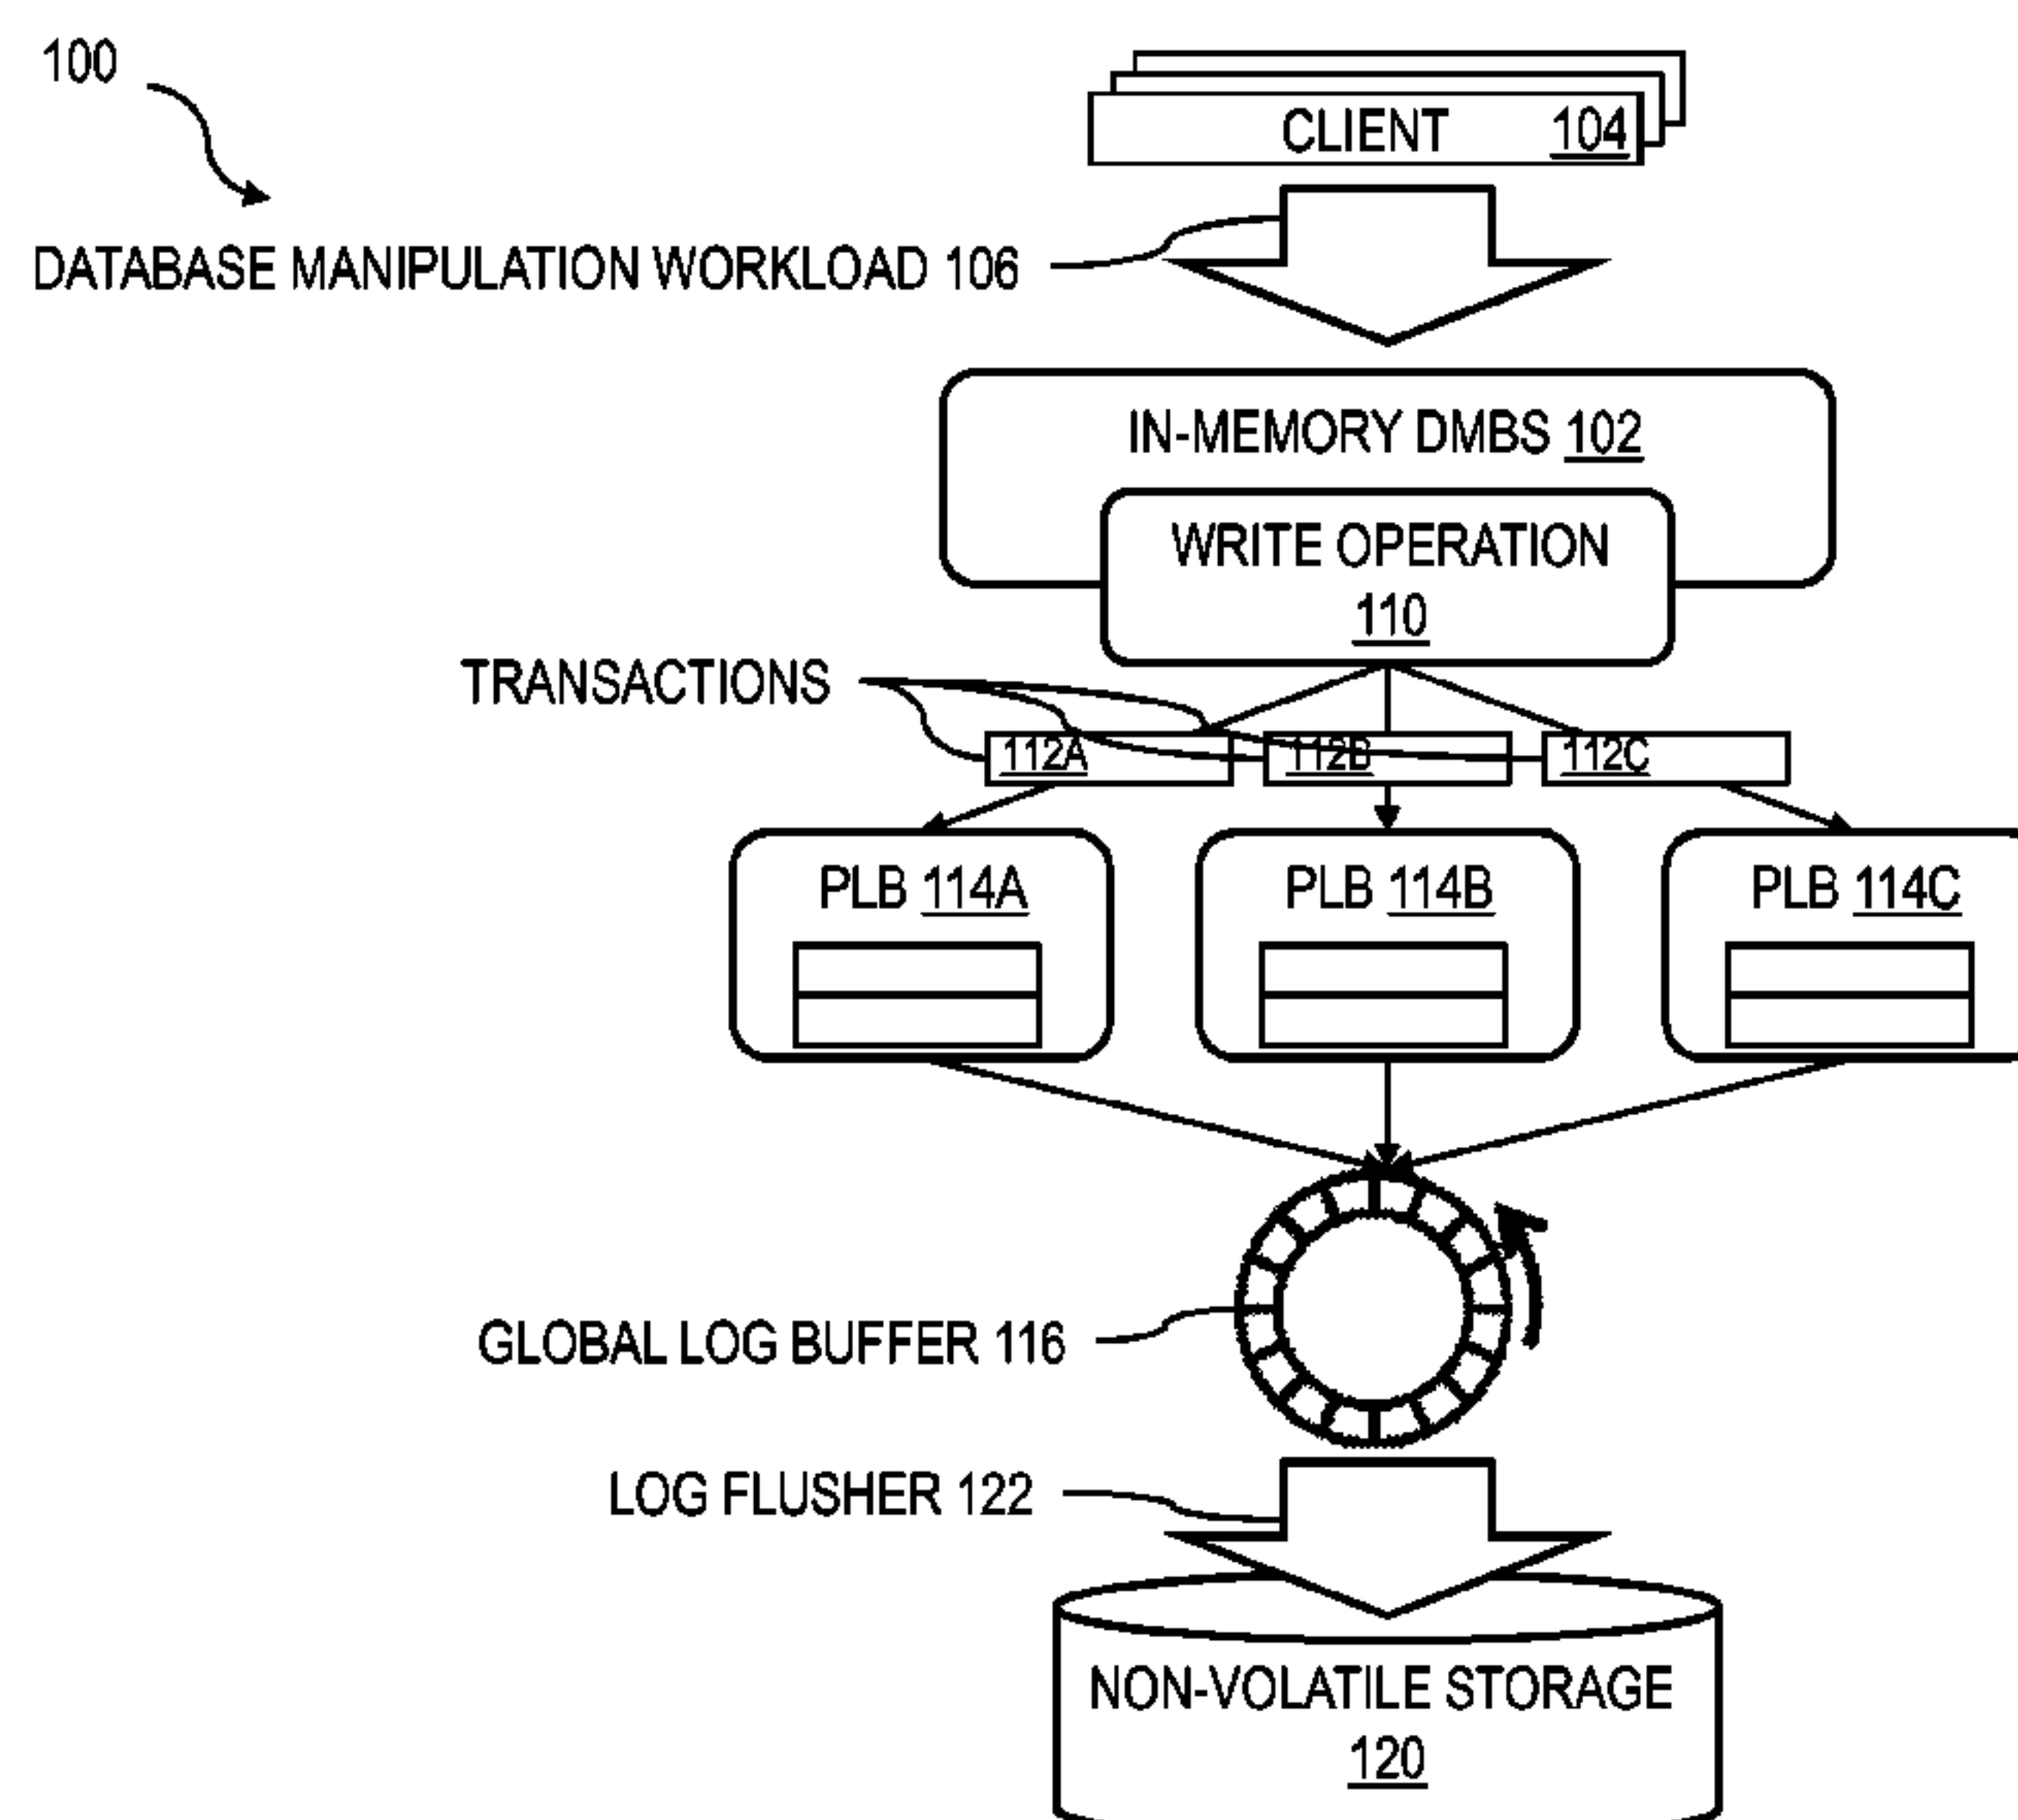 100
CLIENT 104
DATABASE MANIPULATION WORKLOAD 106
IN-MEMORY DMBS 102
WRITE OPERATION
110
TRANSACTIONS
112A 112B 112C
PLB 114A PLB 114B PLB 114C
GLOBAL LOG BUFFER 116
LOG FLUSHER 122
NON-VOLATILE STORAGE
120